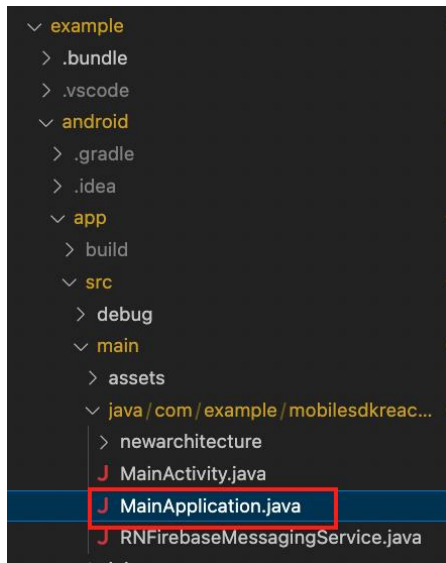 example
.bundle
.vscode
android
.gradle
.idea
app
build
src
debug
main
assets
java/com/example/mobilesdkreac...
newarchitecture
J MainActivity.java
J MainApplication.java
J RNFirebaseMessagingService.java